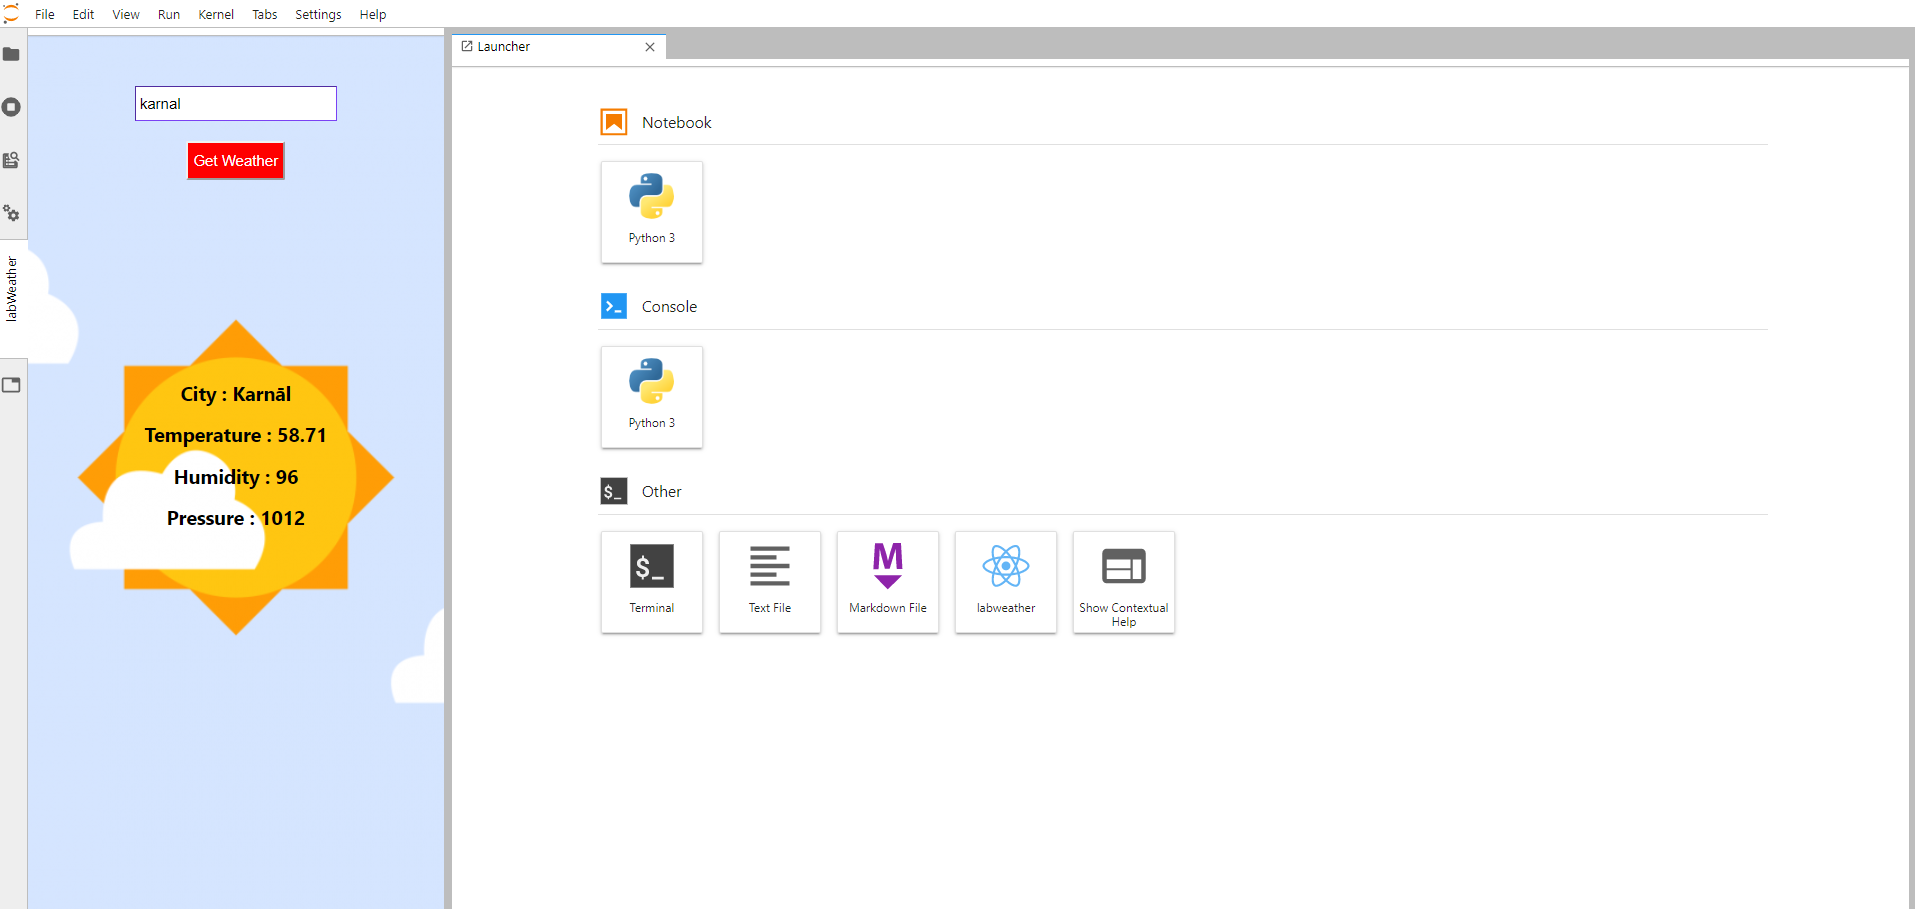 File Edit View Run Kernel Tabs Settings Help
karnal
Get Weather
labWeather
City : Karnāl
Temperature : 58.71
Humidity : 96
Pressure : 1012
Launcher
Notebook
Python 3
Console
Python 3
$_ Other
$_
Terminal
Text File
M
Markdown File
labweather
Show Contextual
Help